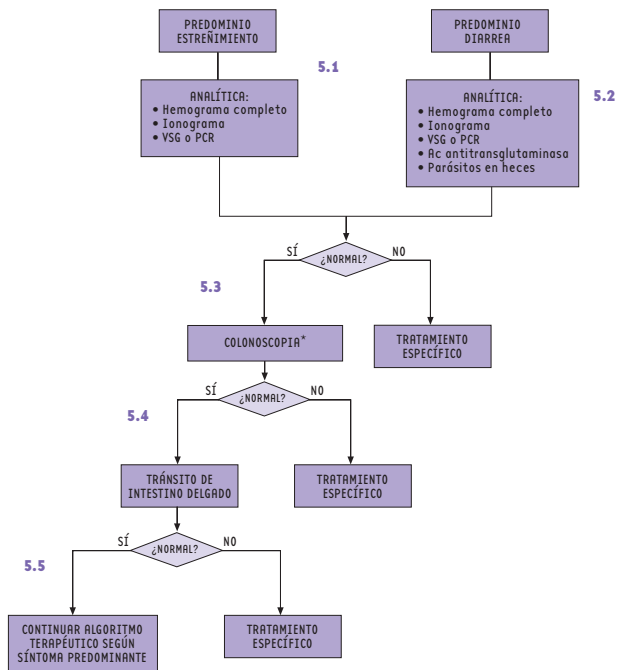 PREDOMINIO
ESTREÑIMIENTO
PREDOMINIO
DIARREA
5.1
5.2
ANALÍTICA:
• Hemograma completo
• Ionograma
• VSG o PCR
ANALÍTICA:
• Hemograma completo
• Ionograma
• VSG o PCR
• Ac antitransglutaminasa
• Parásitos en heces
SÍ
¿NORMAL?
NO
5.3
COLONOSCOPIA*
TRATAMIENTO
ESPECÍFICO
SÍ
¿NORMAL?
NO
5.4
TRÁNSITO DE
INTESTINO DELGADO
TRATAMIENTO
ESPECÍFICO
SÍ
¿NORMAL?
NO
5.5
CONTINUAR ALGORITMO
TERAPÉUTICO SEGÚN
SÍNTOMA PREDOMINANTE
TRATAMIENTO
ESPECÍFICO